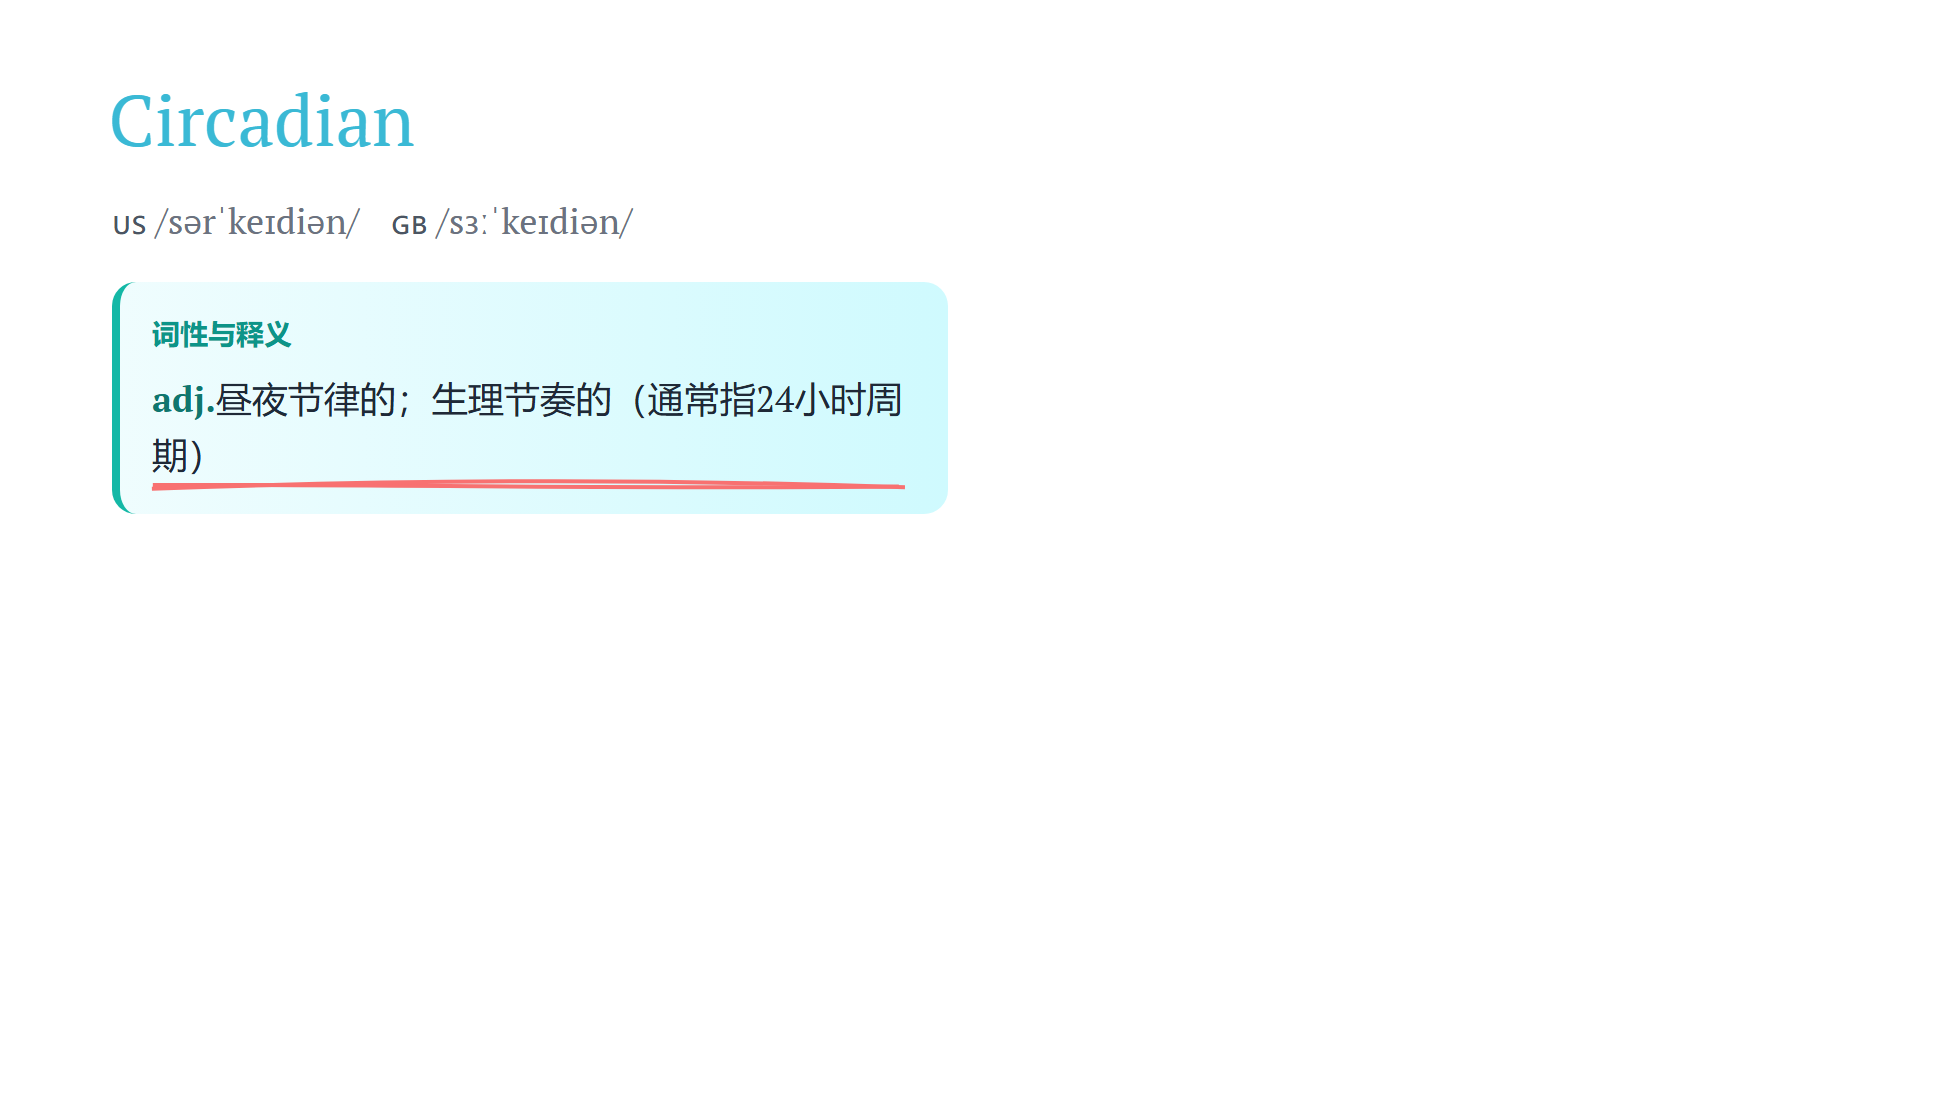 Circadian
US /sərˈkeɪdiən/ GB /sɜːˈkeɪdiən/
词性与释义
adj.昼夜节律的；生理节奏的（通常指24小时周
期）